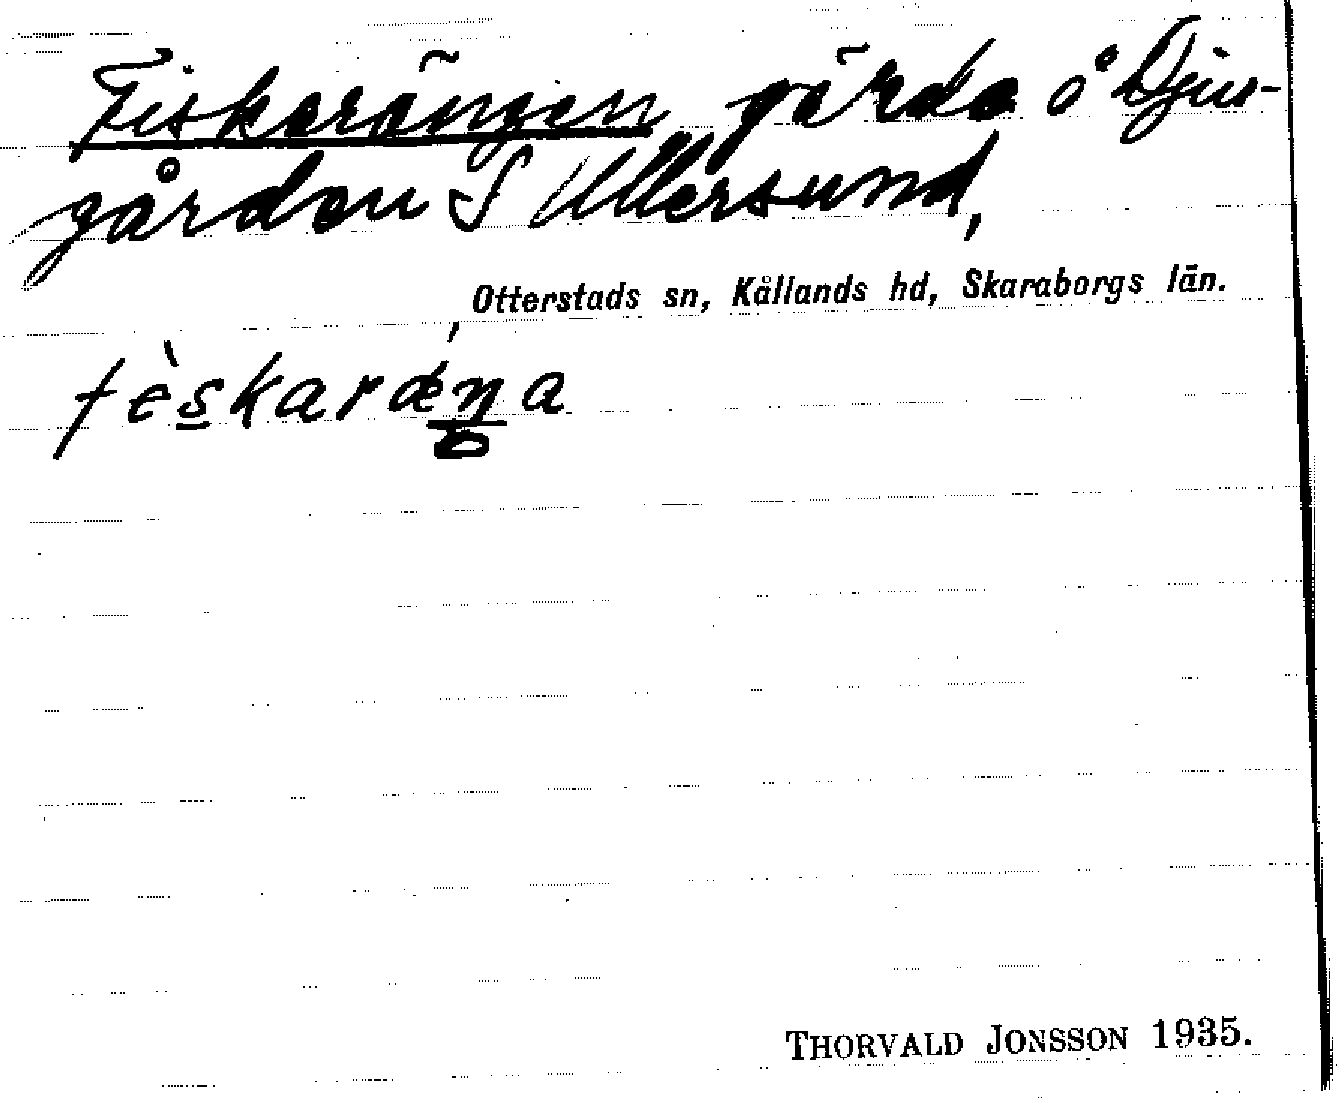 Fiskarängen gärde å Djur-
gården S Ullersund,
Otterstads sn, Kållands hd, Skaraborgs län.
fèskaræŋa
THORVALD JONSSON 1935.